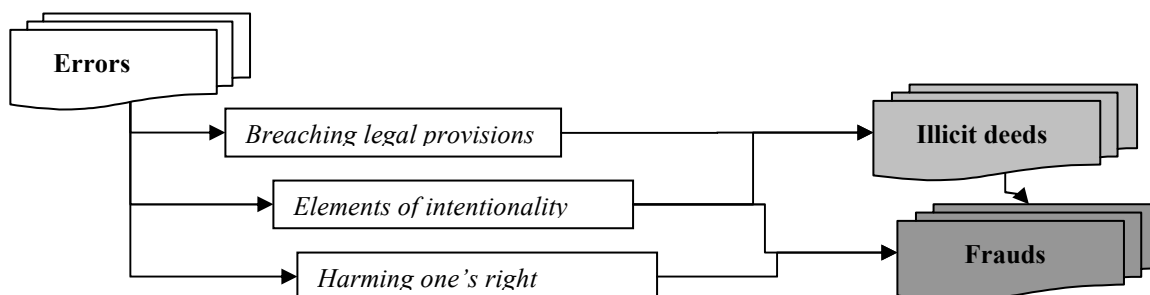 Errors
Breaching legal provisions
Illicit deeds
Elements of intentionality
Frauds
Harming one’s right